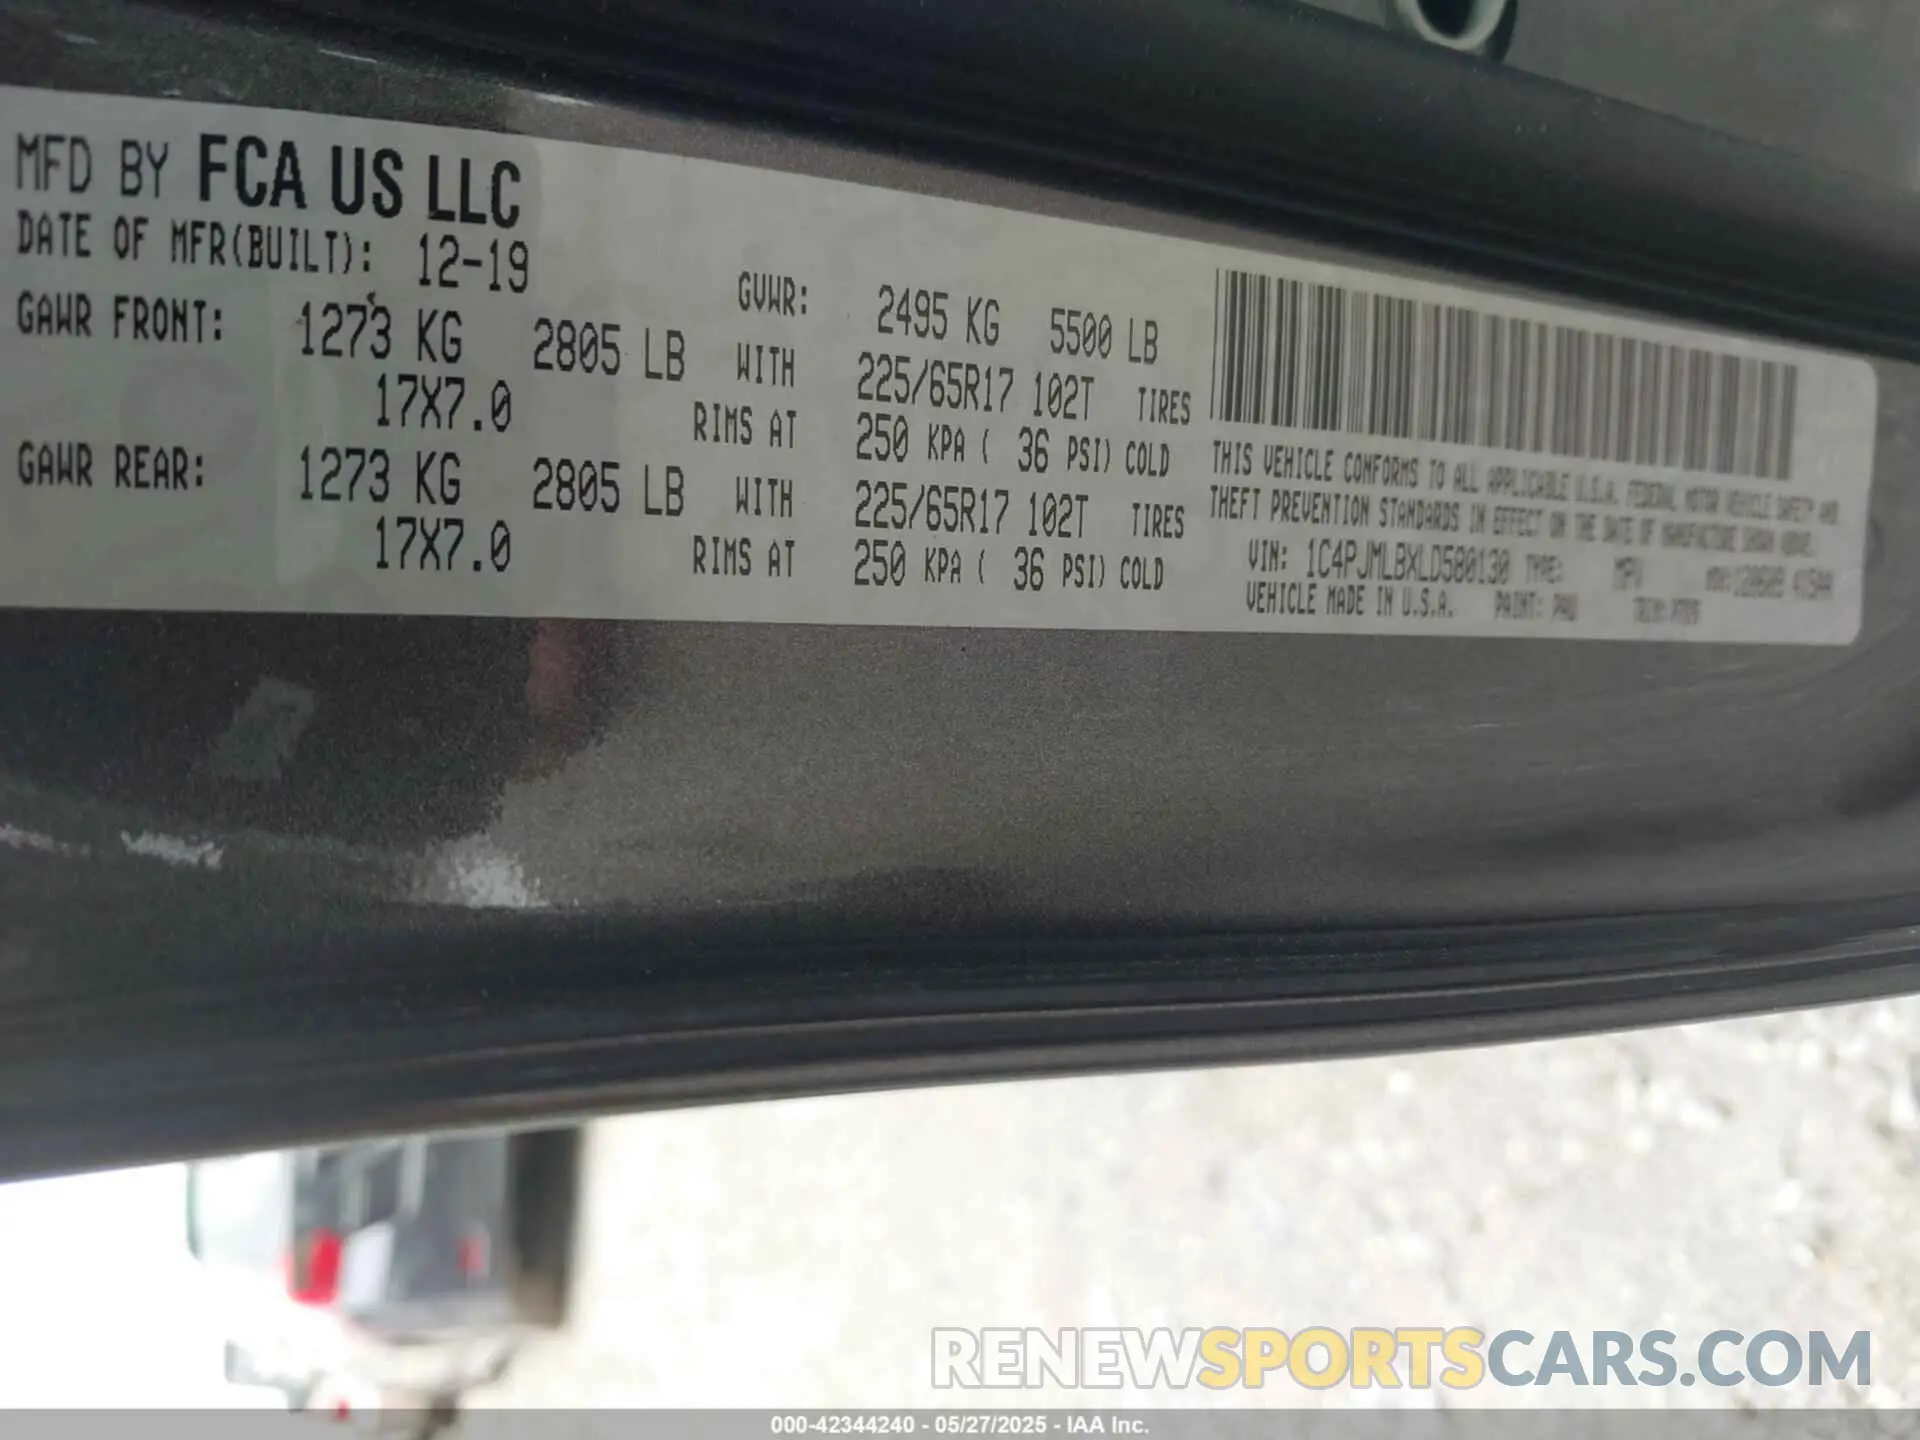 MFD BY FCA US LLC
DATE OF MFR(BUILT): 12-19
GVWR: 2495 KG 5500 LB
GAWR FRONT: 1273 KG 2805 LB WITH 225/65R17 102T TIRES
17X7.0 RIMS AT 250 KPA ( 36 PSI) COLD
GAWR REAR: 1273 KG 2805 LB WITH 225/65R17 102T TIRES
17X7.0 RIMS AT 250 KPA ( 36 PSI) COLD
THIS VEHICLE CONFORMS TO ALL APPLICABLE U.S.A. FEDERAL MOTOR VEHICLE SAFETY AND
THEFT PREVENTION STANDARDS IN EFFECT ON THE DATE OF MANUFACTURE SHOWN ABOVE.
VIN: 1C4PJMLBXLD580130 TYPE: MPV
VEHICLE MADE IN U.S.A. PAINT: PAU
RENEWSPORTSCARS.COM
000-42344240 - 05/27/2025 - IAA Inc.